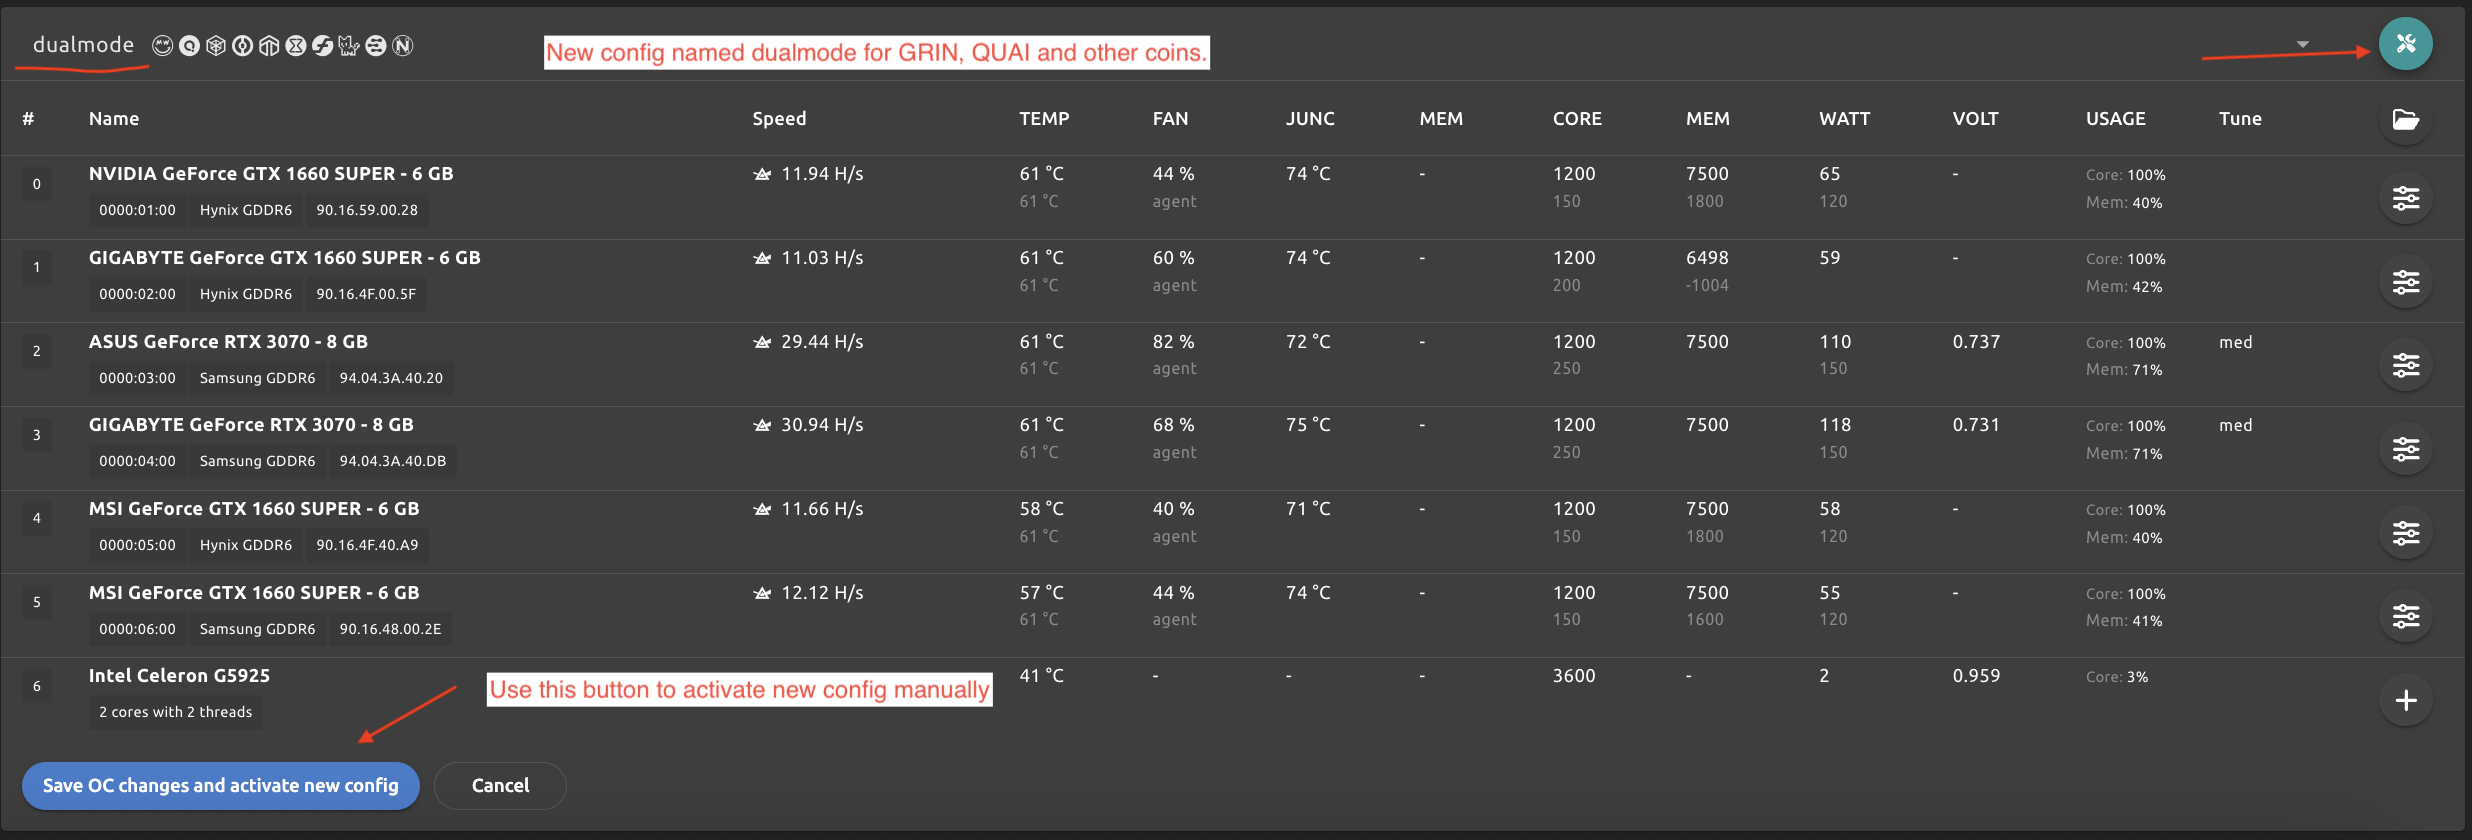 dualmode
New config named dualmode for GRIN, QUAI and other coins.
# Name Speed TEMP FAN JUNC MEM CORE MEM WATT VOLT USAGE Tune
0 NVIDIA GeForce GTX 1660 SUPER - 6 GB 11.94 H/s 61 °C 44 % 74 °C - 1200 7500 65 - Core: 100%
61 °C agent 150 1800 120 Mem: 40%
0000:01:00 Hynix GDDR6 90.16.59.00.28
1 GIGABYTE GeForce GTX 1660 SUPER - 6 GB 11.03 H/s 61 °C 60 % 74 °C - 1200 6498 59 - Core: 100%
61 °C agent 200 -1004 Mem: 42%
0000:02:00 Hynix GDDR6 90.16.4F.00.5F
2 ASUS GeForce RTX 3070 - 8 GB 29.44 H/s 61 °C 82 % 72 °C - 1200 7500 110 0.737 Core: 100% med
61 °C agent 250 150 Mem: 71%
0000:03:00 Samsung GDDR6 94.04.3A.40.20
3 GIGABYTE GeForce RTX 3070 - 8 GB 30.94 H/s 61 °C 68 % 75 °C - 1200 7500 118 0.731 Core: 100% med
61 °C agent 250 150 Mem: 71%
0000:04:00 Samsung GDDR6 94.04.3A.40.DB
4 MSI GeForce GTX 1660 SUPER - 6 GB 11.66 H/s 58 °C 40 % 71 °C - 1200 7500 58 - Core: 100%
61 °C agent 150 1800 120 Mem: 40%
0000:05:00 Hynix GDDR6 90.16.4F.40.A9
5 MSI GeForce GTX 1660 SUPER - 6 GB 12.12 H/s 57 °C 44 % 74 °C - 1200 7500 55 - Core: 100%
61 °C agent 150 1600 120 Mem: 41%
0000:06:00 Samsung GDDR6 90.16.48.00.2E
6 Intel Celeron G5925 41 °C - - - 3600 - 2 0.959 Core: 3%
Use this button to activate new config manually
2 cores with 2 threads
Save OC changes and activate new config Cancel